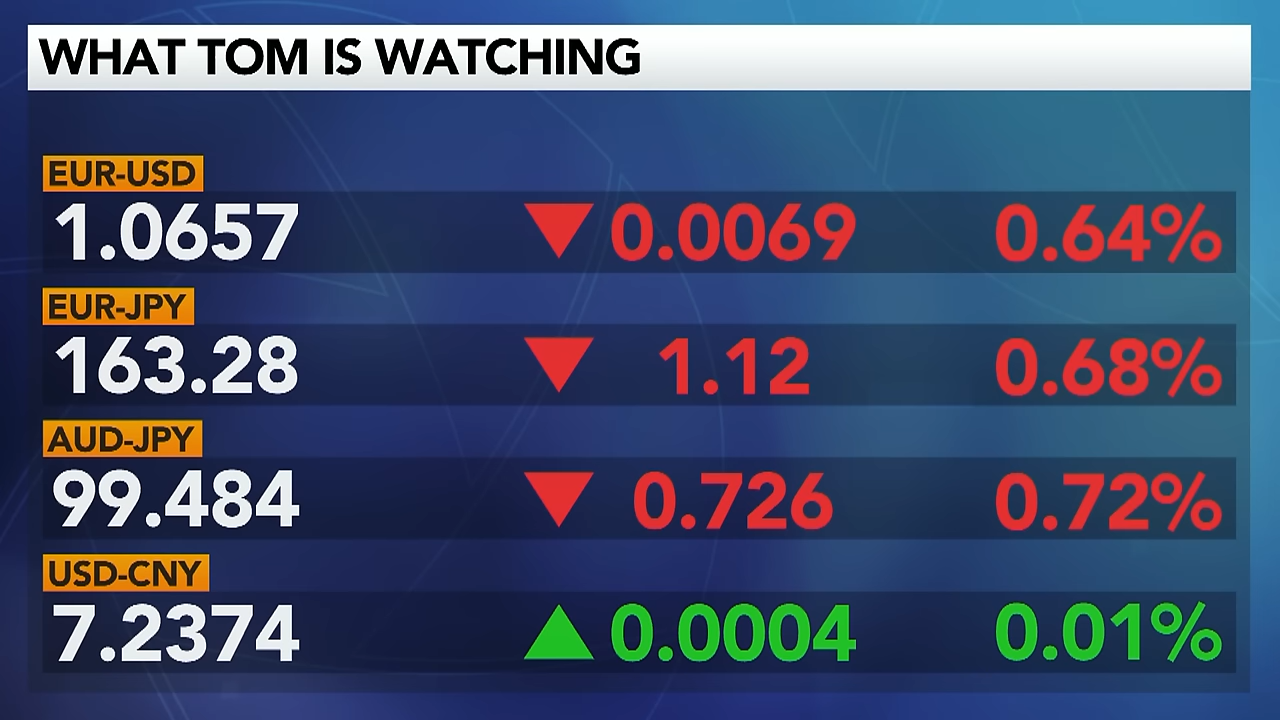 WHAT TOM IS WATCHING
EUR-USD
1.0657 ▼ 0.0069 0.64%
EUR-JPY
163.28 ▼ 1.12 0.68%
AUD-JPY
99.484 ▼ 0.726 0.72%
USD-CNY
7.2374 ▲ 0.0004 0.01%